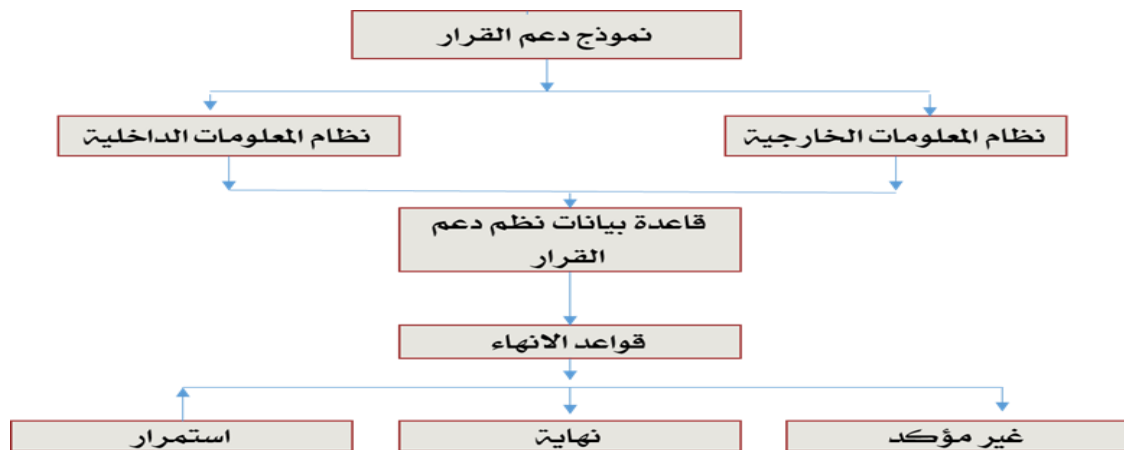 نموذج دعم القرار
نظام المعلومات الخارجية
نظام المعلومات الداخلية
قاعدة بيانات نظم دعم
القرار
قواعد الانهاء
غير مؤكد
نهاية
استمرار